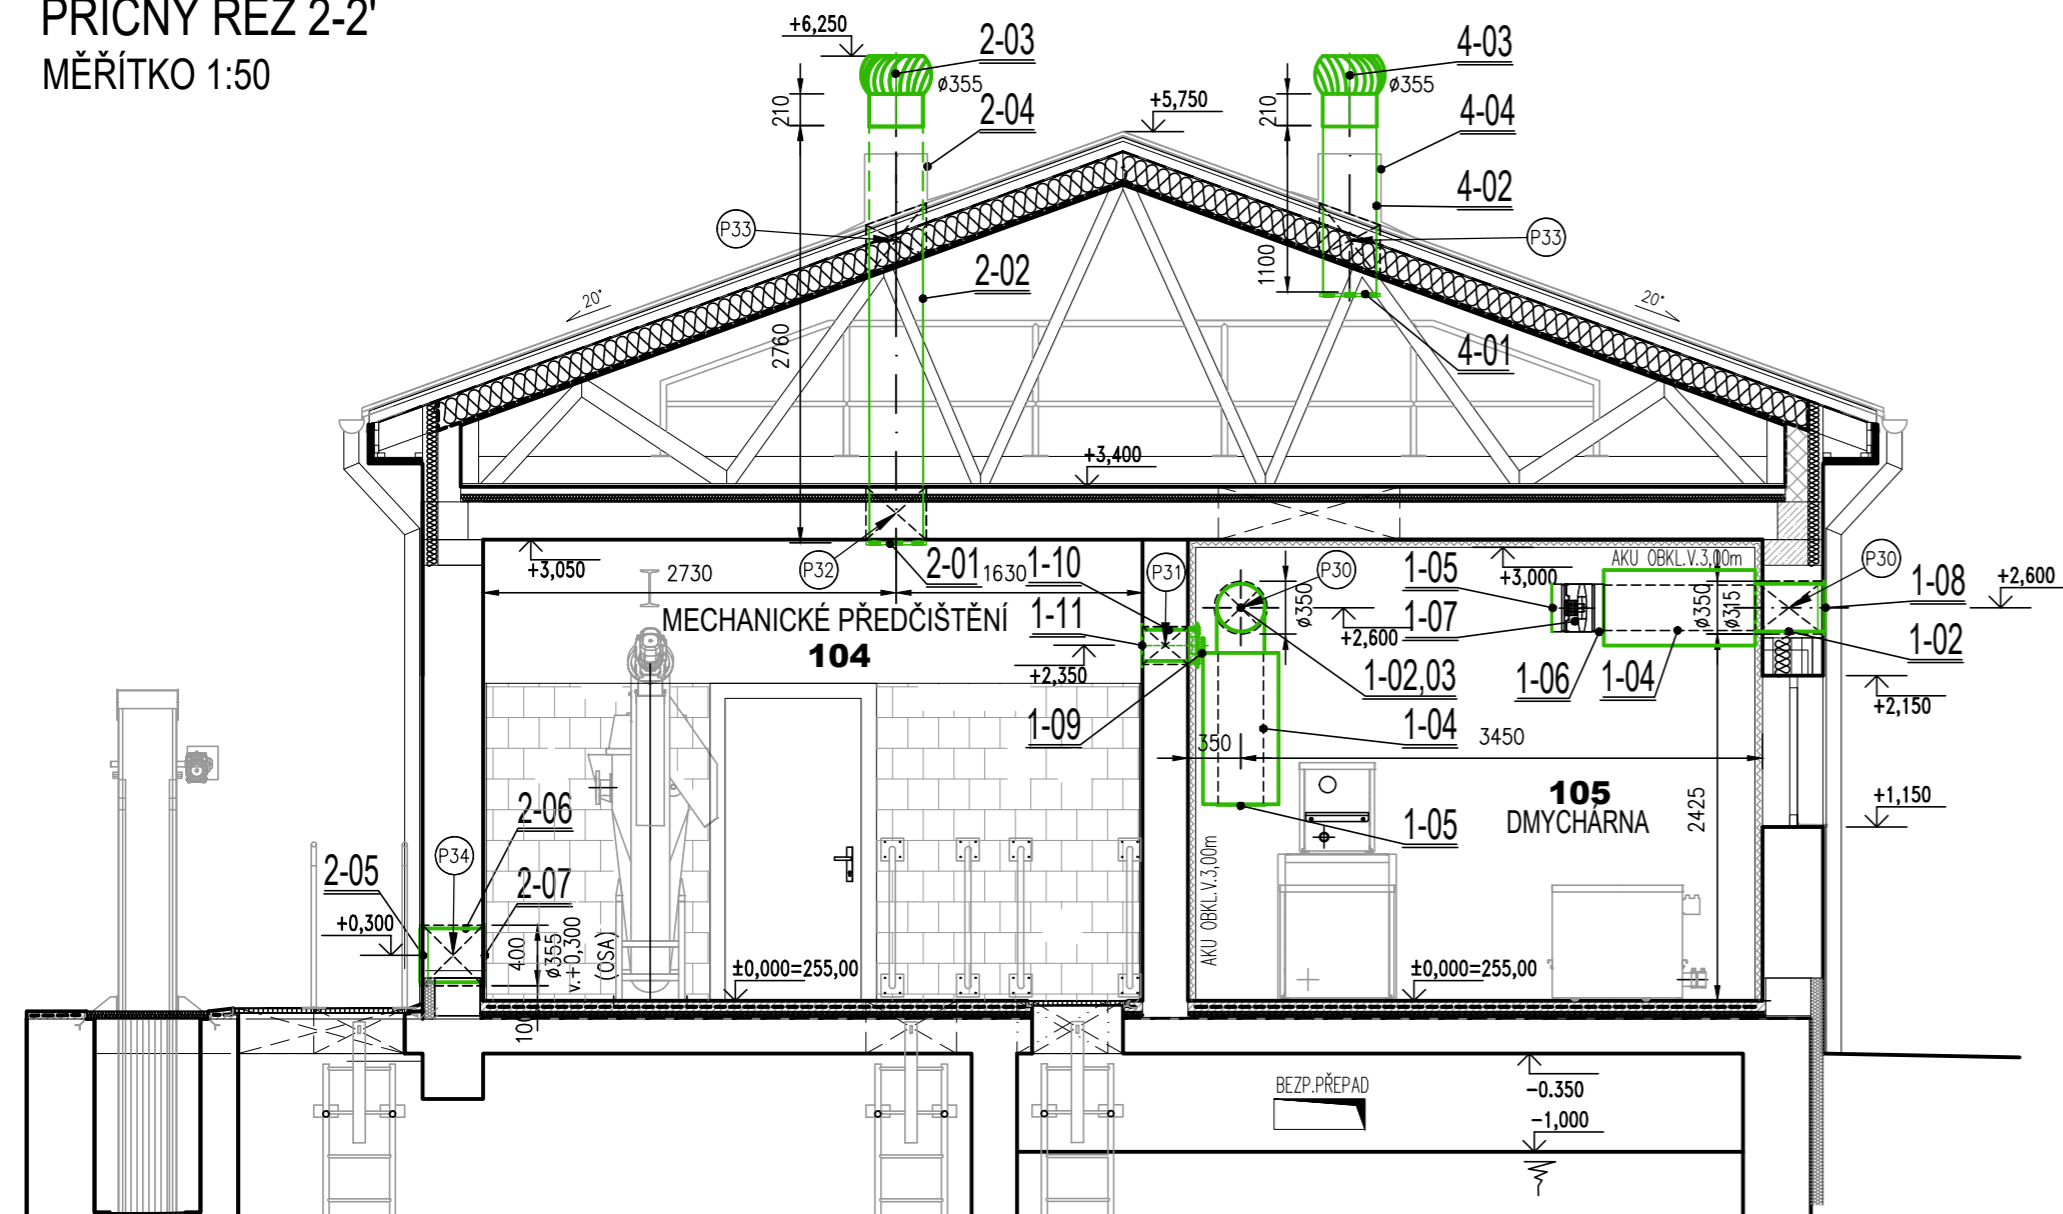 PŘÍČNÝ ŘEZ 2-2'
MĚŘÍTKO 1:50
+6,250
2-03
ø355
210
2-04
+5,750
4-03
ø355
210
4-04
4-02
P33
P33
2-02
1100
20°
20°
2760
4-01
+3,400
+3,050
2730
P32
2-01
1630
1-10
P31
P30
ø350
+3,000
AKU OBKL.V.3,00m
1-05
1-07
ø350
ø315
P30
1-08
+2,600
MECHANICKÉ PŘEDČIŠTĚNÍ
104
1-11
+2,600
+2,350
1-02,03
1-06
1-04
1-02
+2,150
1-09
350
1-04
3450
105
DMYCHÁRNA
2425
+1,150
1-05
AKU OBKL.V.3,00m
2-06
P34
2-05
2-07
+0,300
400
ø355
v.+0,300
(OSA)
100
±0,000=255,00
±0,000=255,00
BEZP.PŘEPAD
-0.350
-1,000